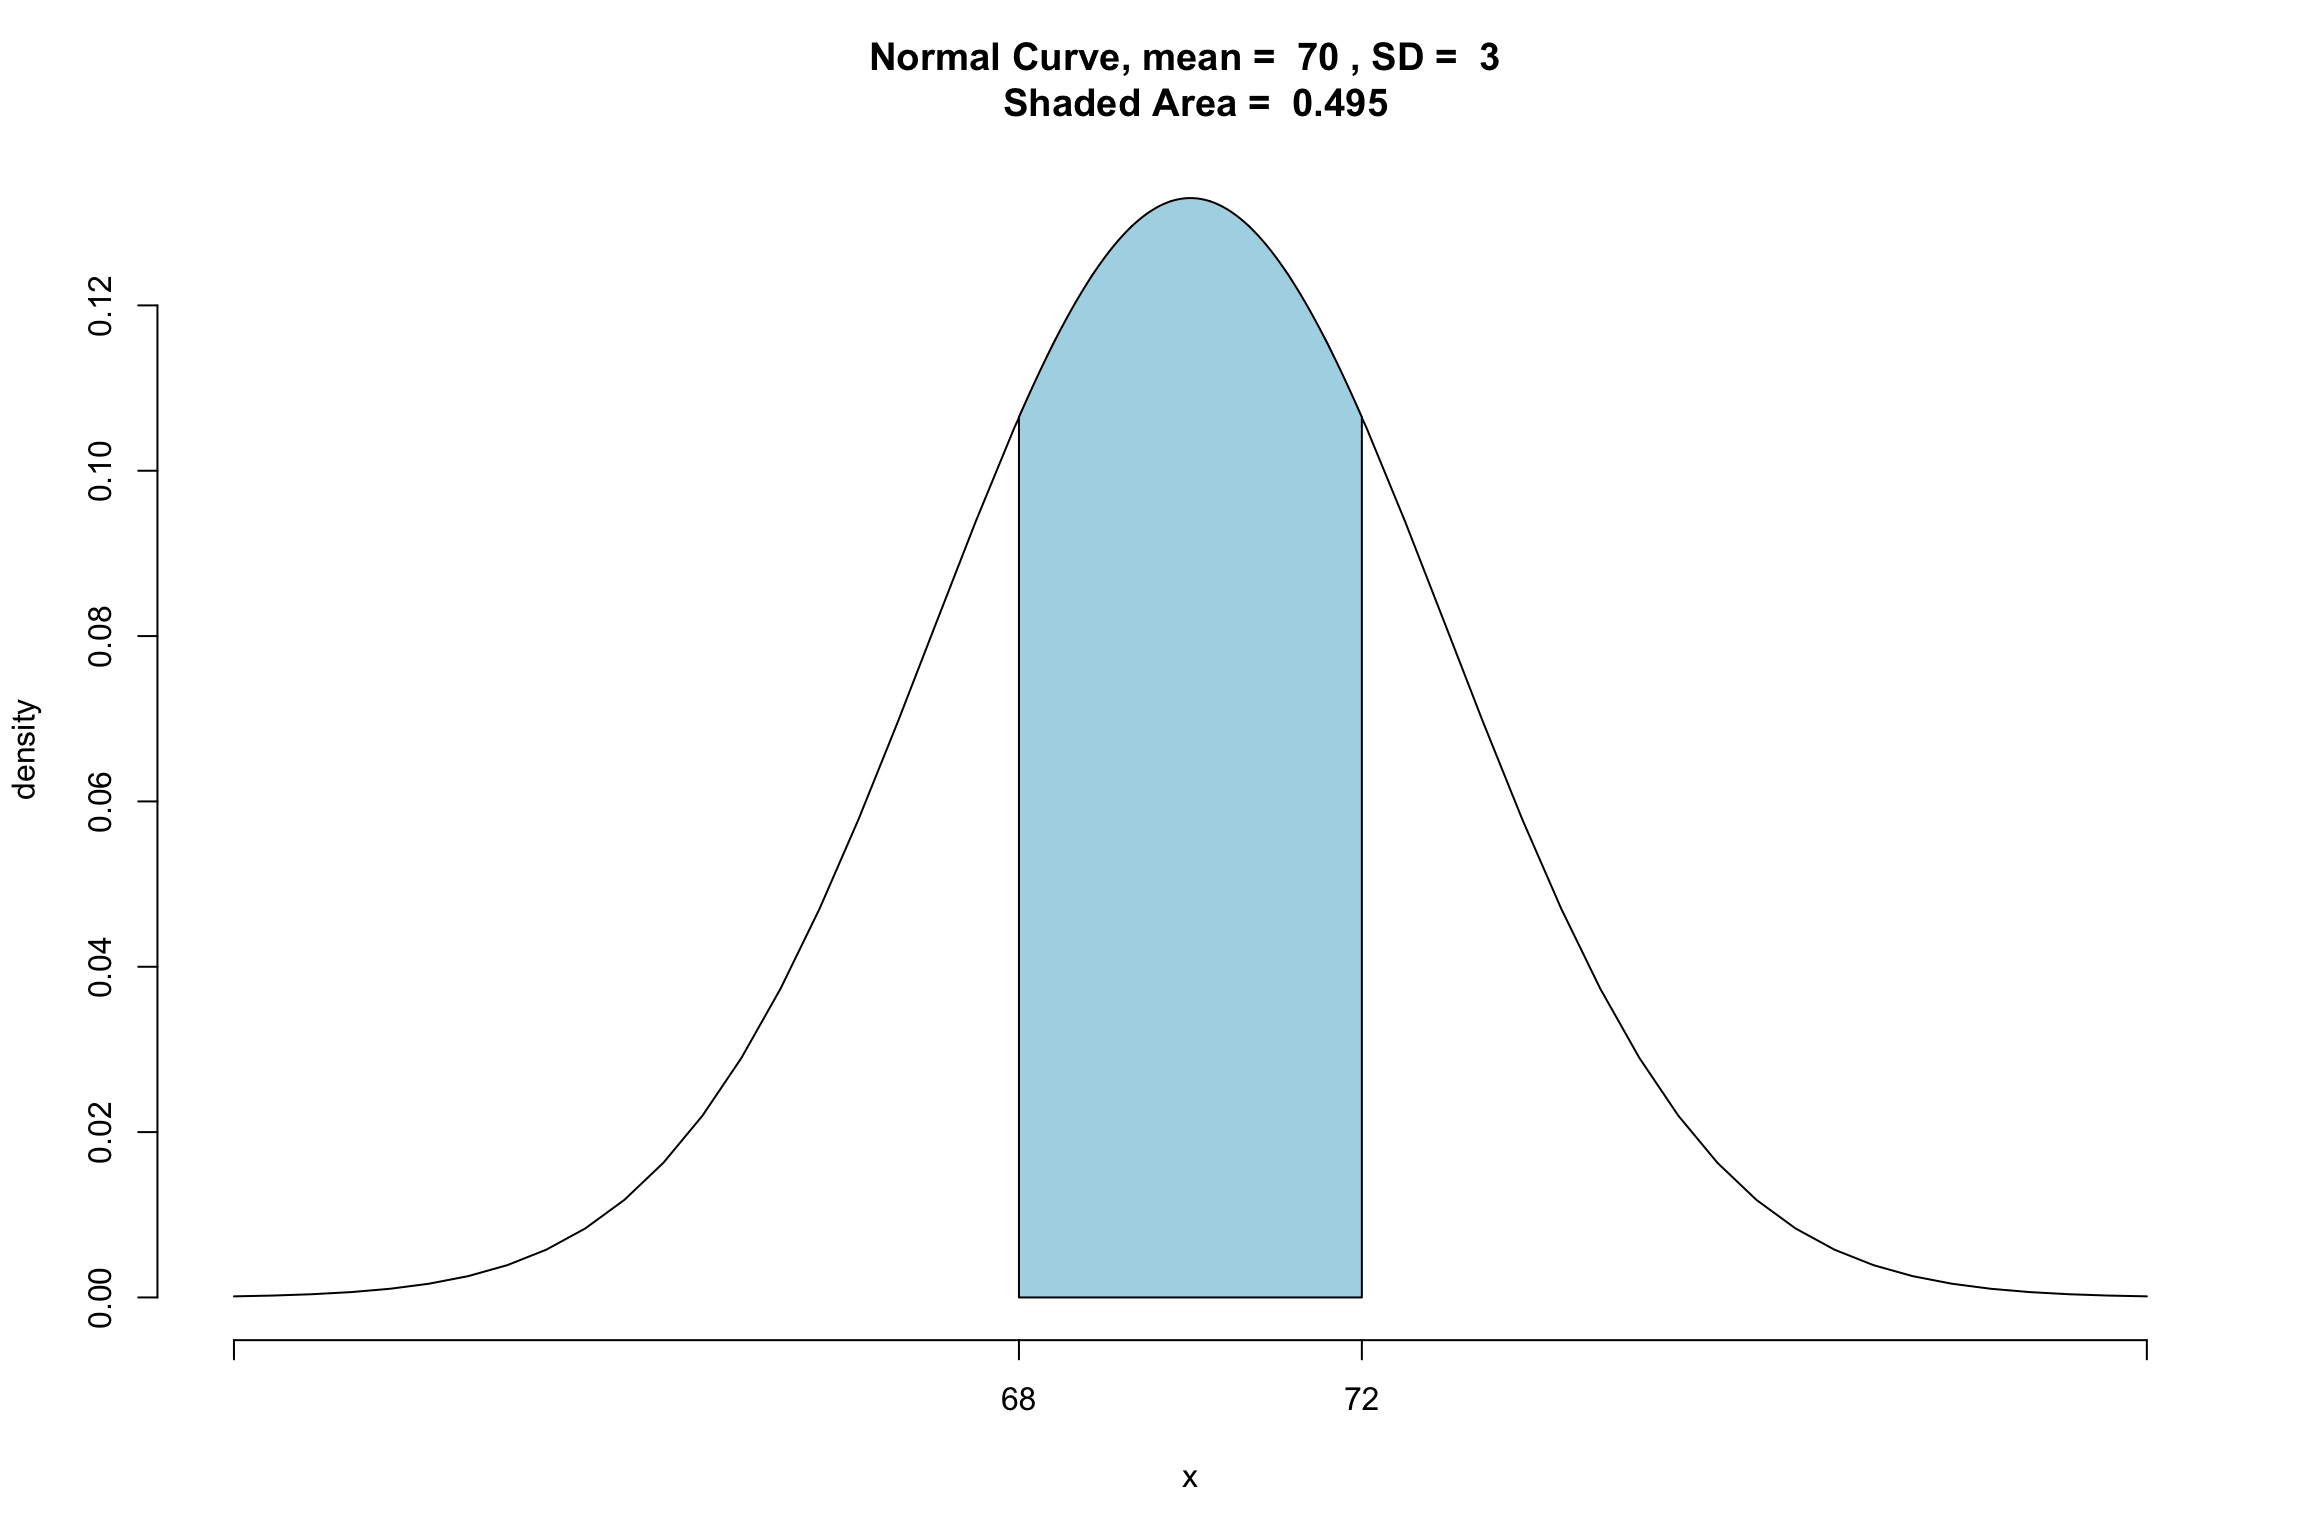 Normal Curve, mean =  70 , SD =  3
Shaded Area =  0.495
density
0.12
0.10
0.08
0.06
0.04
0.02
0.00
68
72
x